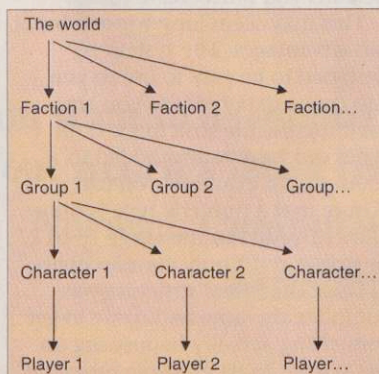 The world
Faction 1 Faction 2 Faction...
Group 1 Group 2 Group...
Character 1 Character 2 Character...
Player 1 Player 2 Player...